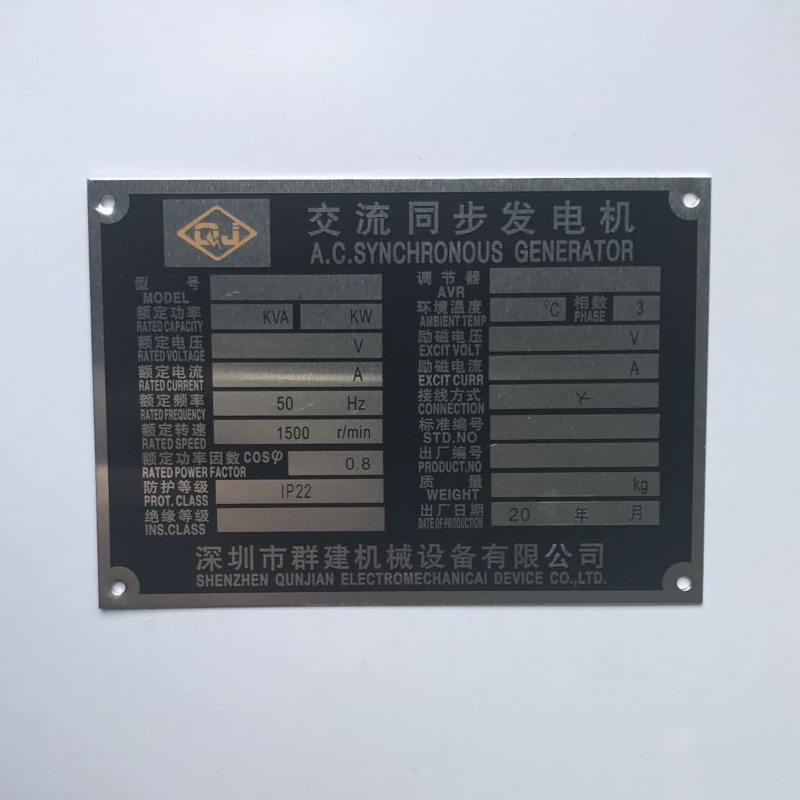 QJ
交流同步发电机
A.C.SYNCHRONOUS GENERATOR
型 号
MODEL
额定功率 KVA KW
RATED CAPACITY
额定电压 V
RATED VOLTAGE
额定电流 A
RATED CURRENT
额定频率 50 Hz
RATED FREQUENCY
额定转速 1500 r/min
RATED SPEED
额定功率因数 COSφ 0.8
RATED POWER FACTOR
防护等级 IP22
PROT. CLASS
绝缘等级
INS.CLASS
调 节 器
AVR
环境温度 °C 相数 3
AMBIENT TEMP PHASE
励磁电压 V
EXCIT VOLT
励磁电流 A
EXCIT CURR
接线方式 Y
CONNECTION
标准编号
STD.NO
出厂编号
PRODUCT.NO
质 量 kg
WEIGHT
出厂日期 20 年 月
DATE OF PRODUCTION
深圳市群建机械设备有限公司
SHENZHEN QUNJIAN ELECTROMECHANICAI DEVICE CO.,LTD.